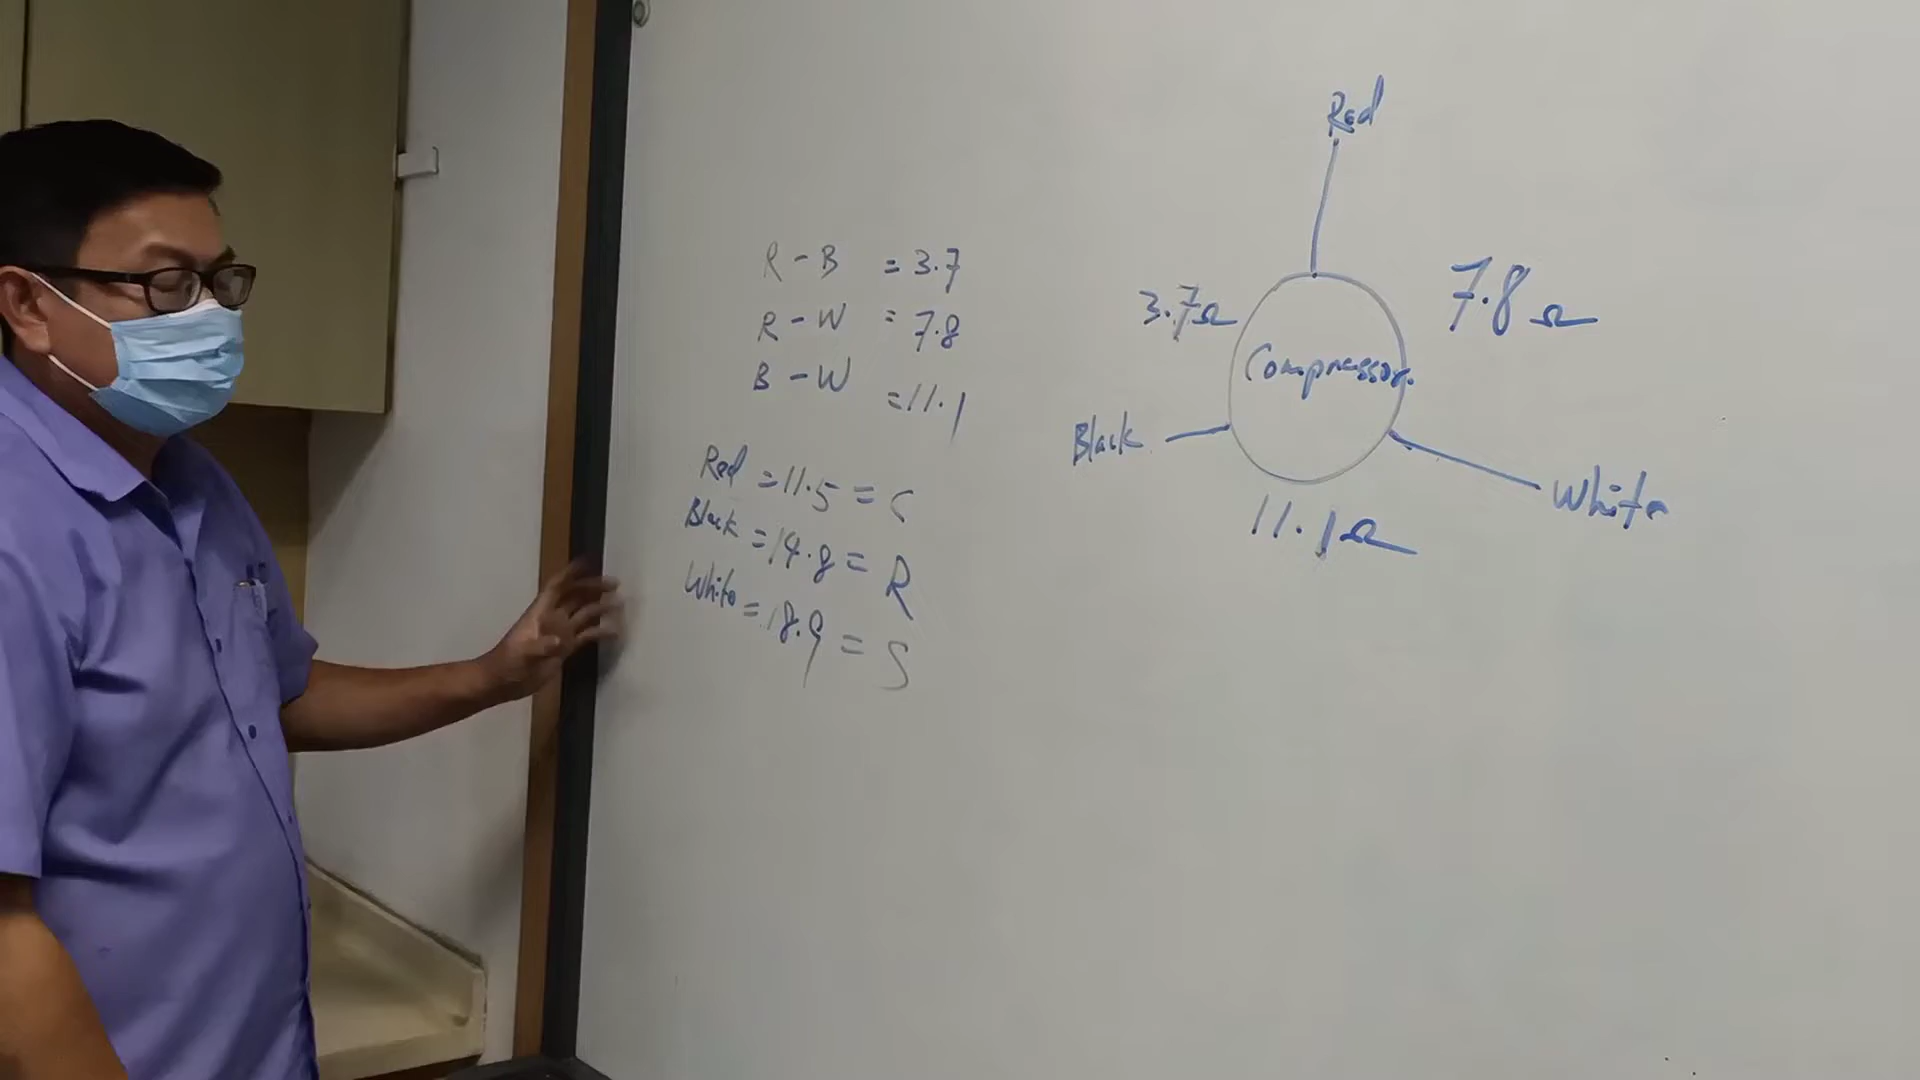 R - B = 3.7
R - W = 7.8
B - W = 11.1
Red = 11.5 = C
Black = 14.8 = R
White = 18.9 = S
Red
3.7Ω
7.8 Ω
Compressor
Black
White
11.1Ω